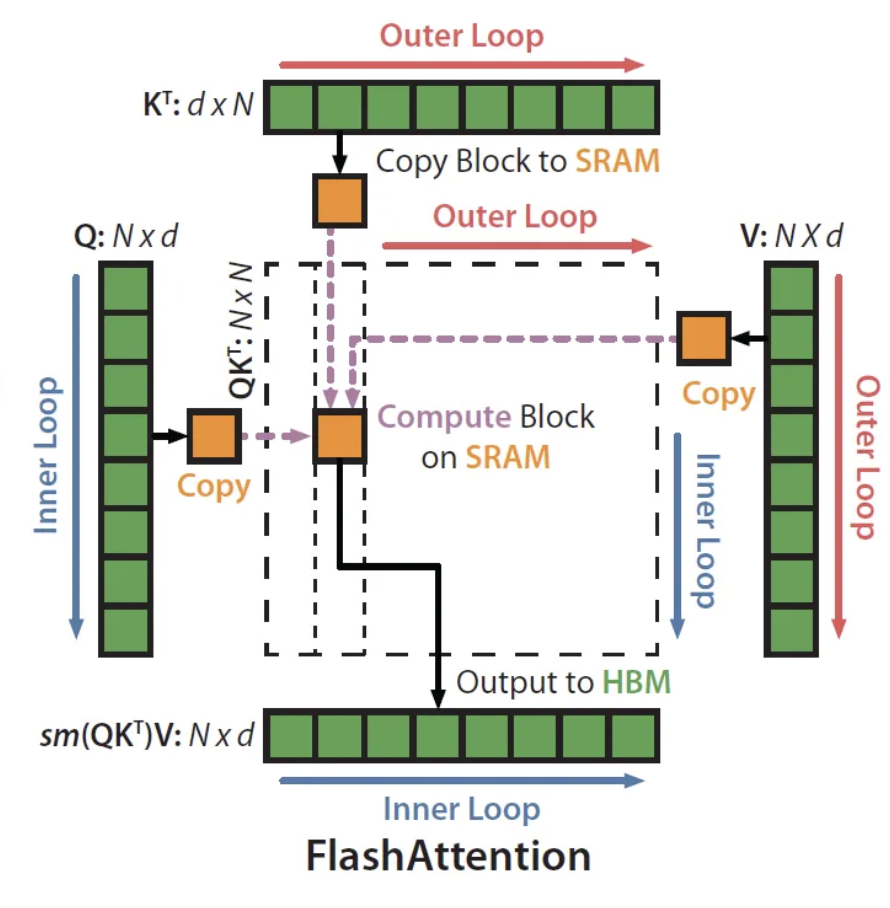 Outer Loop
Kᵀ: d x N
Copy Block to SRAM
Outer Loop
Q: N x d
V: N X d
QKᵀ: N x N
Copy
Compute Block
on SRAM
Inner Loop
Outer Loop
Copy
Inner Loop
Output to HBM
sm(QKᵀ)V: N x d
Inner Loop
FlashAttention